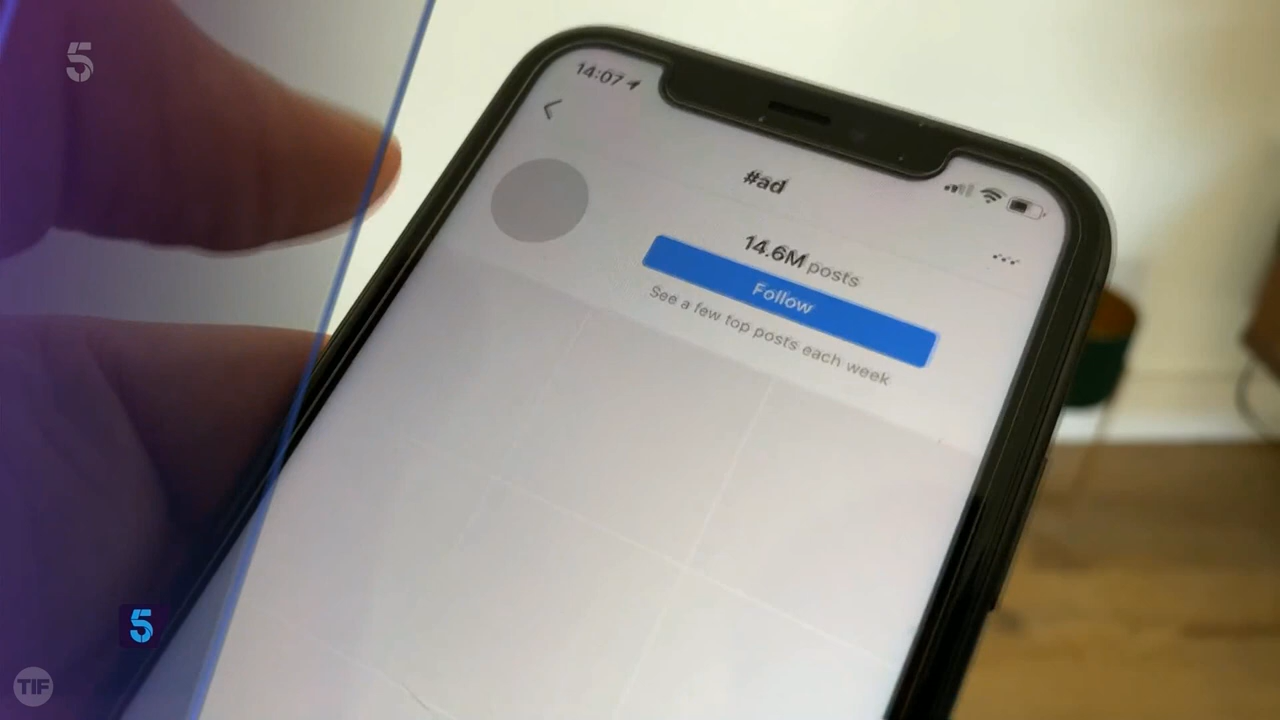 5
14:07
#ad
14.6M posts
Follow
See a few top posts each week
5
TIF